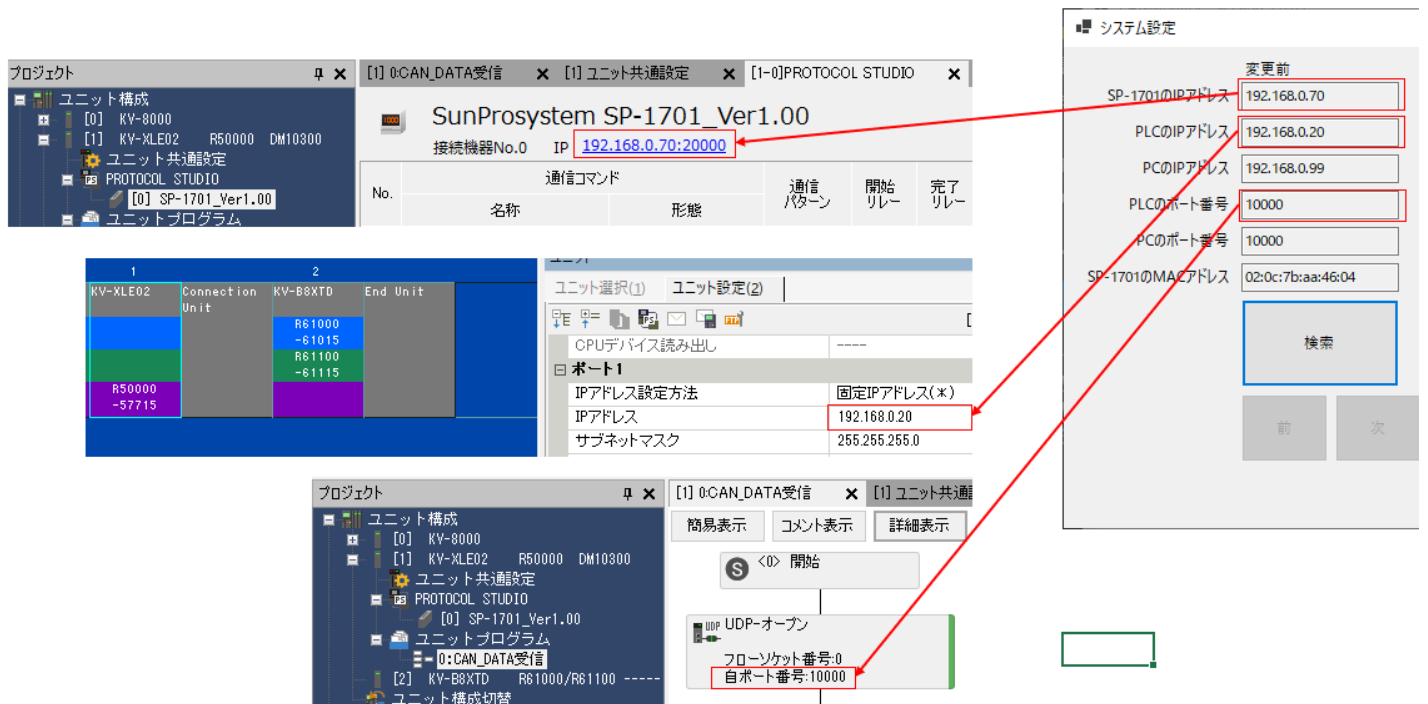 プロジェクト
ユニット構成
[0] KV-8000
[1] KV-XLE02 R50000 DM10300
ユニット共通設定
PROTOCOL STUDIO
[0] SP-1701_Ver1.00
ユニットプログラム
[1] 0:CAN_DATA受信
[1] ユニット共通設定
[1-0]PROTOCOL STUDIO
SunProsystem SP-1701_Ver1.00
接続機器No.0 IP 192.168.0.70:20000
No.
通信コマンド
名称
形態
通信
パターン
開始
リレー
完了
リレー
システム設定
変更前
SP-1701のIPアドレス 192.168.0.70
PLCのIPアドレス 192.168.0.20
PCのIPアドレス 192.168.0.99
PLCのポート番号 10000
PCのポート番号 10000
SP-1701のMACアドレス 02:0c:7b:aa:46:04
検索
前
次
1
2
KV-XLE02
Connection
Unit
KV-B8XTD
End Unit
R61000
-61015
R61100
-61115
R50000
-57715
ユニット選択(1)
ユニット設定(2)
CPUデバイス読み出し ----
ポート1
IPアドレス設定方法 固定IPアドレス(*)
IPアドレス 192.168.0.20
サブネットマスク 255.255.255.0
プロジェクト
ユニット構成
[0] KV-8000
[1] KV-XLE02 R50000 DM10300
ユニット共通設定
PROTOCOL STUDIO
[0] SP-1701_Ver1.00
ユニットプログラム
0:CAN_DATA受信
[2] KV-B8XTD R61000/R61100 -----
ユニット構成切替
[1] 0:CAN_DATA受信
[1] ユニット共通
簡易表示
コメント表示
詳細表示
S <0> 開始
UDP UDP-オープン
フローソケット番号:0
自ポート番号:10000